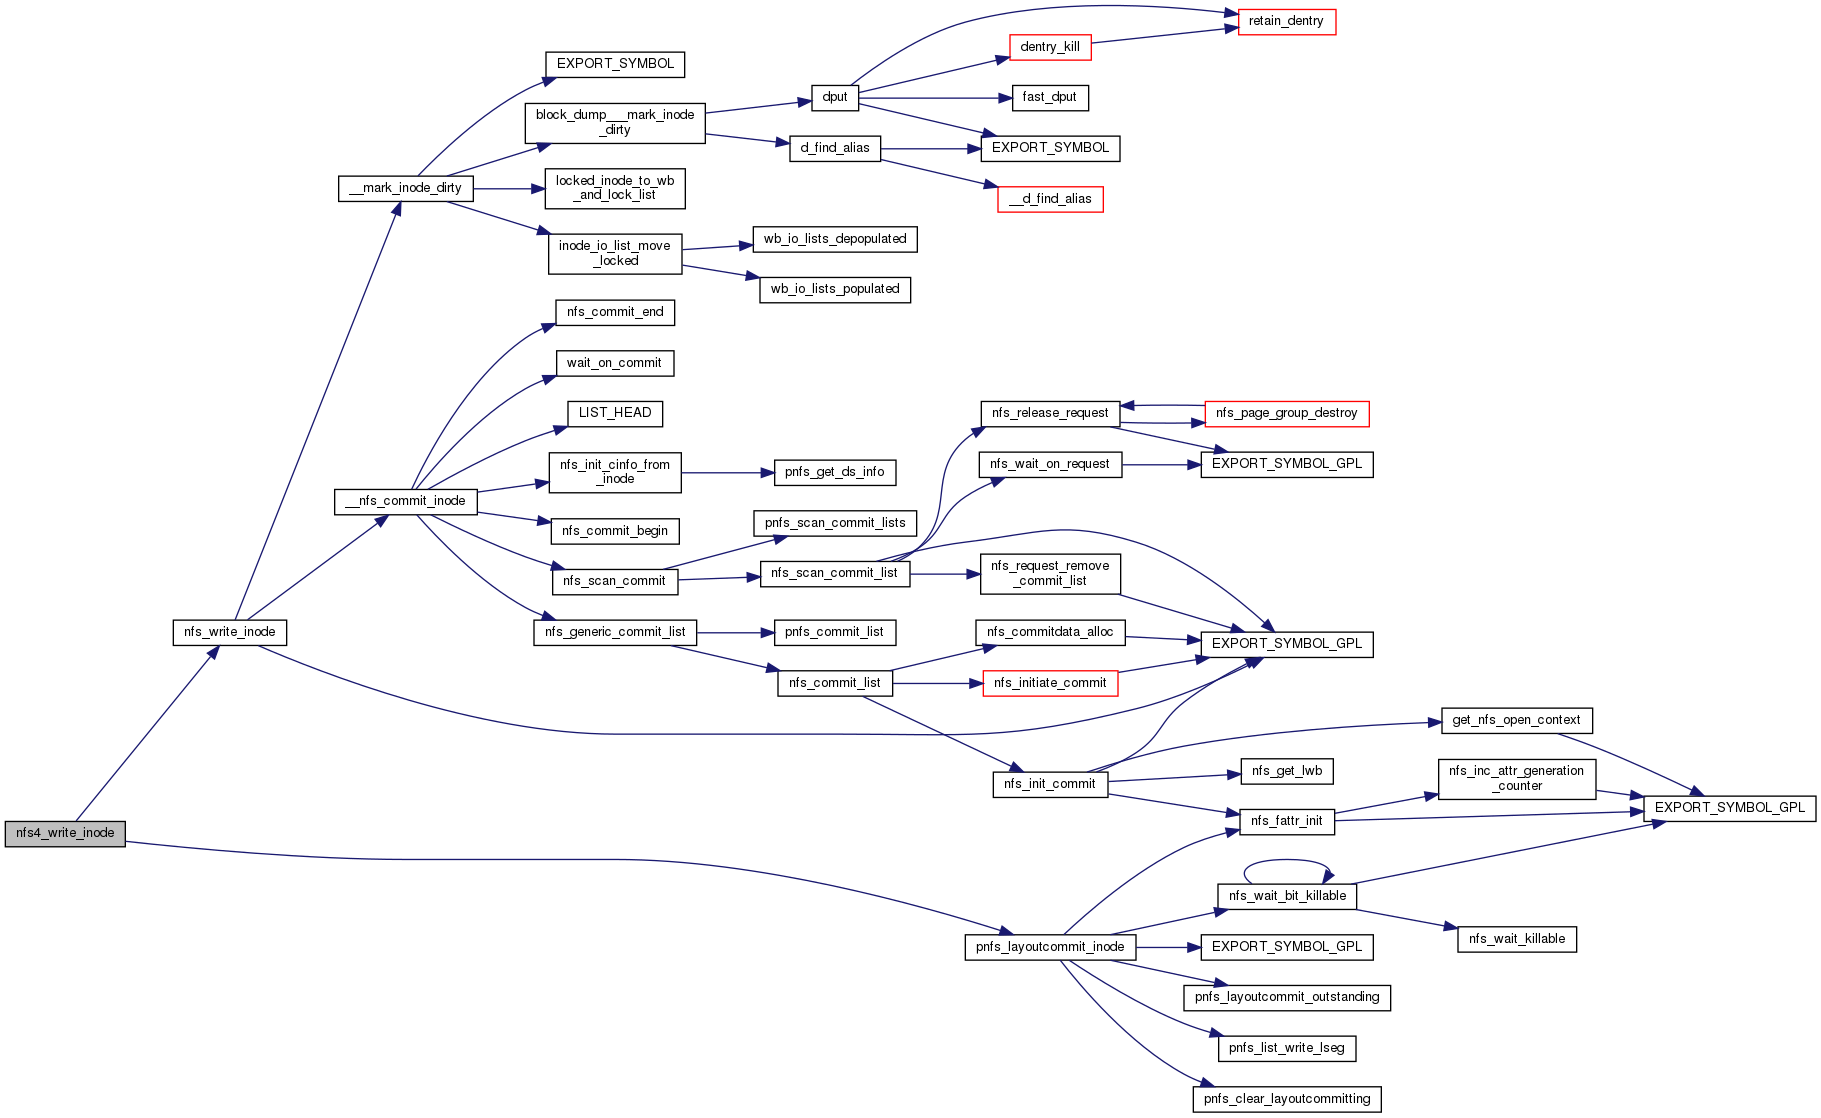 retain_dentry
dentry_kill
EXPORT_SYMBOL
dput
fast_dput
block_dump___mark_inode
_dirty
d_find_alias
EXPORT_SYMBOL
__mark_inode_dirty
locked_inode_to_wb
_and_lock_list
__d_find_alias
inode_io_list_move
_locked
wb_io_lists_depopulated
wb_io_lists_populated
nfs_commit_end
wait_on_commit
LIST_HEAD
nfs_release_request
nfs_page_group_destroy
nfs_init_cinfo_from
_inode
pnfs_get_ds_info
nfs_wait_on_request
EXPORT_SYMBOL_GPL
__nfs_commit_inode
nfs_commit_begin
pnfs_scan_commit_lists
nfs_scan_commit
nfs_scan_commit_list
nfs_request_remove
_commit_list
nfs_write_inode
nfs_generic_commit_list
pnfs_commit_list
nfs_commitdata_alloc
EXPORT_SYMBOL_GPL
nfs_commit_list
nfs_initiate_commit
get_nfs_open_context
nfs_init_commit
nfs_get_lwb
nfs_inc_attr_generation
_counter
nfs4_write_inode
nfs_fattr_init
EXPORT_SYMBOL_GPL
nfs_wait_bit_killable
nfs_wait_killable
pnfs_layoutcommit_inode
EXPORT_SYMBOL_GPL
pnfs_layoutcommit_outstanding
pnfs_list_write_lseg
pnfs_clear_layoutcommitting